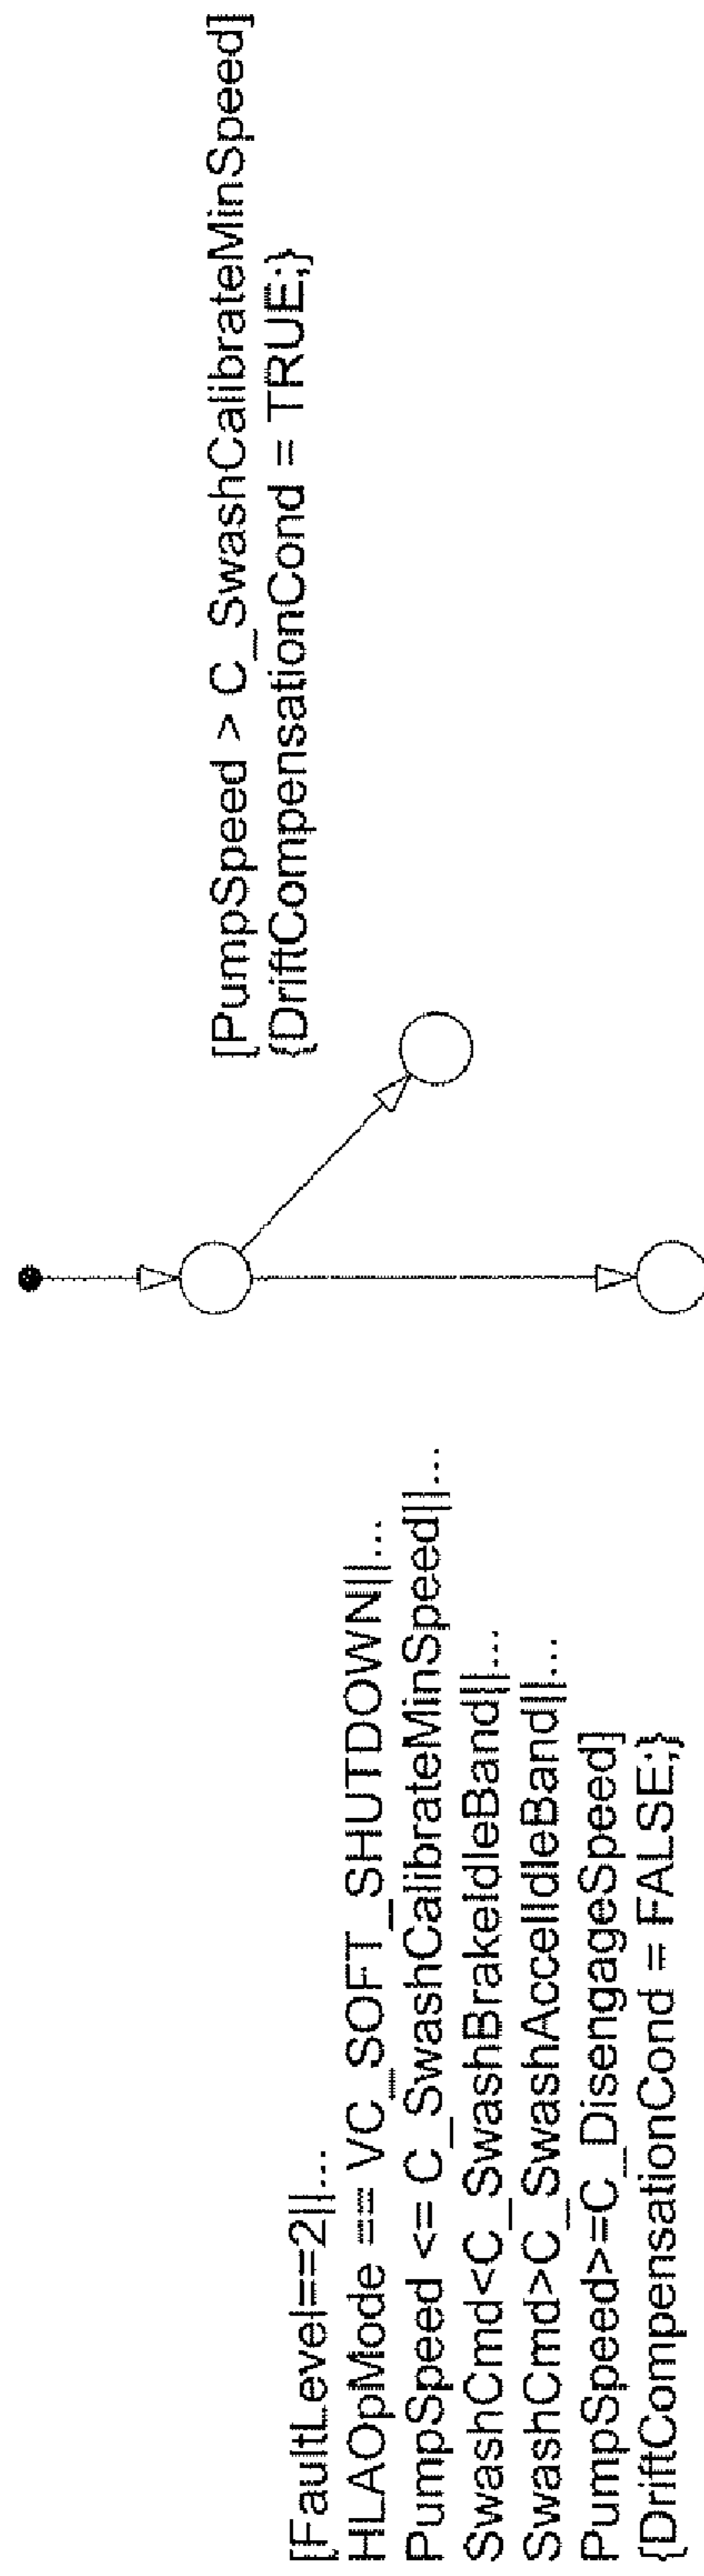 [PumpSpeed > C_SwashCalibrateMinSpeed]
{DriftCompensationCond = TRUE;}
[FaultLevel==2||...
HLAOpMode == VC_SOFT_SHUTDOWN||...
PumpSpeed <= C_SwashCalibrateMinSpeed||...
SwashCmd<C_SwashBrakeIdleBand||...
SwashCmd>C_SwashAccelIdleBand||...
PumpSpeed>=C_DisengageSpeed]
{DriftCompensationCond = FALSE;}